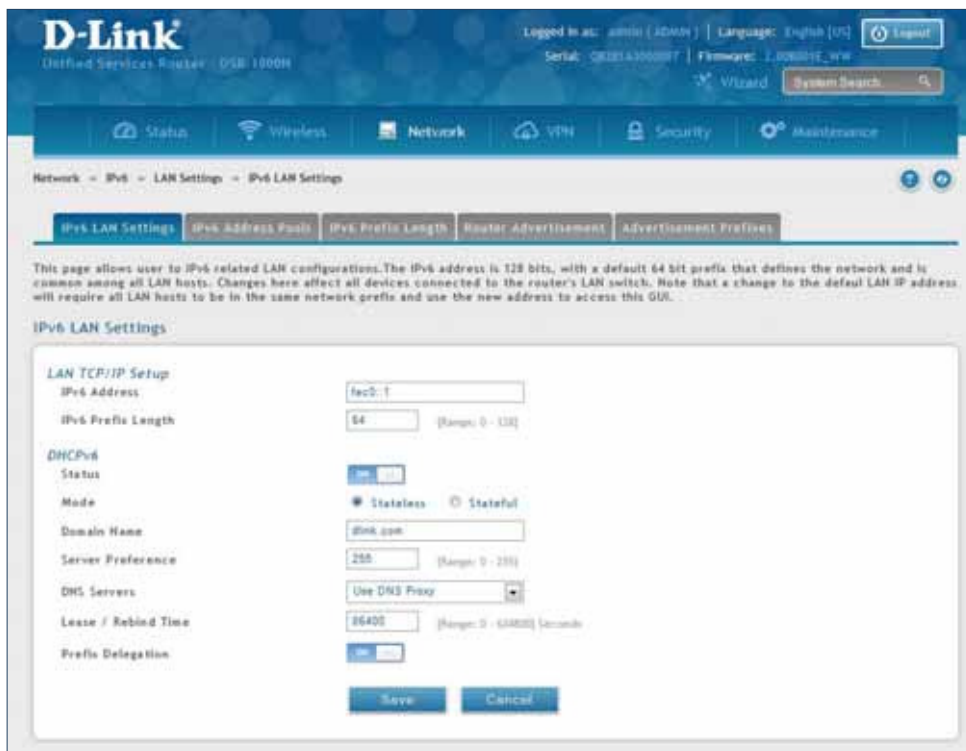 D-Link
Unified Services Router - DSR-1000N
Logged in as: admin ( ADMIN ) | Language: English [US]
Logout
Serial: | Firmware:
Wizard
System Search
Status
Wireless
Network
VPN
Security
Maintenance
Network » IPv6 » LAN Settings » IPv6 LAN Settings
IPv6 LAN Settings
IPv6 Address Pools
IPv6 Prefix Length
Router Advertisement
Advertisement Prefixes
This page allows user to IPv6 related LAN configurations.The IPv6 address is 128 bits, with a default 64 bit prefix that defines the network and is
common among all LAN hosts. Changes here affect all devices connected to the router's LAN switch. Note that a change to the defaul LAN IP address
will require all LAN hosts to be in the same network prefix and use the new address to access this GUI.
IPv6 LAN Settings
LAN TCP/IP Setup
IPv6 Address
fec0::1
IPv6 Prefix Length
64
[Range: 0 - 128]
DHCPv6
Status
ON
Mode
Stateless
Stateful
Domain Name
dlink.com
Server Preference
255
[Range: 0 - 255]
DNS Servers
Use DNS Proxy
Lease / Rebind Time
86400
[Range: 0 - 604800] Seconds
Prefix Delegation
ON
Save
Cancel